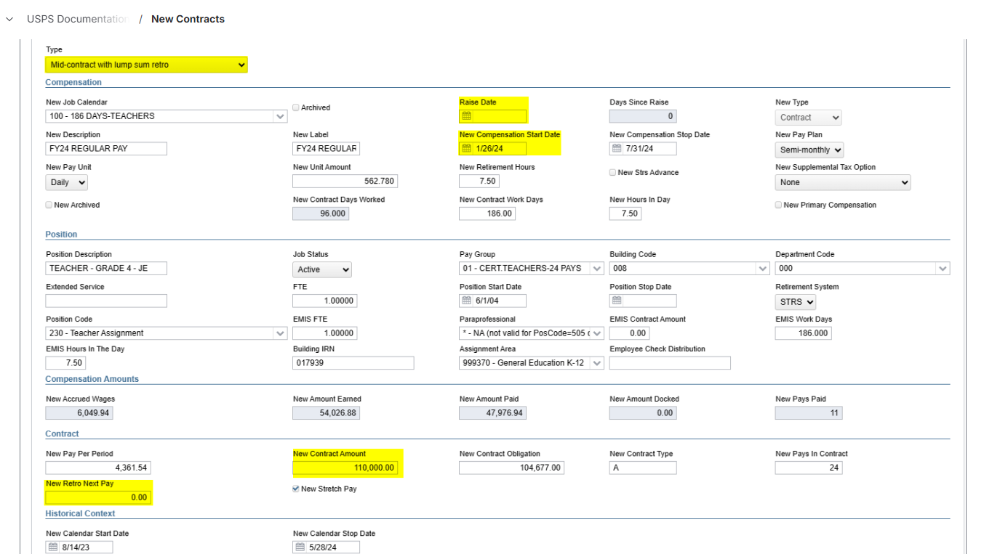 USPS Documentation / New Contracts
Type
Mid-contract with lump sum retro
Compensation
New Job Calendar Archived Raise Date Days Since Raise New Type
100 - 186 DAYS-TEACHERS 0 Contract
New Description New Label New Compensation Start Date New Compensation Stop Date New Pay Plan
FY24 REGULAR PAY FY24 REGULAR 1/26/24 7/31/24 Semi-monthly
New Pay Unit New Unit Amount New Retirement Hours New Strs Advance New Supplemental Tax Option
Daily 562.780 7.50 None
New Archived New Contract Days Worked New Contract Work Days New Hours In Day New Primary Compensation
96.000 186.00 7.50
Position
Position Description Job Status Pay Group Building Code Department Code
TEACHER - GRADE 4 - JE Active 01 - CERT.TEACHERS-24 PAYS 008 000
Extended Service FTE Position Start Date Position Stop Date Retirement System
1.00000 6/1/04 STRS
Position Code EMIS FTE Paraprofessional EMIS Contract Amount EMIS Work Days
230 - Teacher Assignment 1.00000 * - NA (not valid for PosCode=505 0.00 186.000
EMIS Hours In The Day Building IRN Assignment Area Employee Check Distribution
7.50 017939 999370 - General Education K-12
Compensation Amounts
New Accrued Wages New Amount Earned New Amount Paid New Amount Docked New Pays Paid
6,049.94 54,026.88 47,976.94 0.00 11
Contract
New Pay Per Period New Contract Amount New Contract Obligation New Contract Type New Pays In Contract
4,361.54 110,000.00 104,677.00 A 24
New Retro Next Pay New Stretch Pay
0.00
Historical Context
New Calendar Start Date New Calendar Stop Date
8/14/23 5/28/24